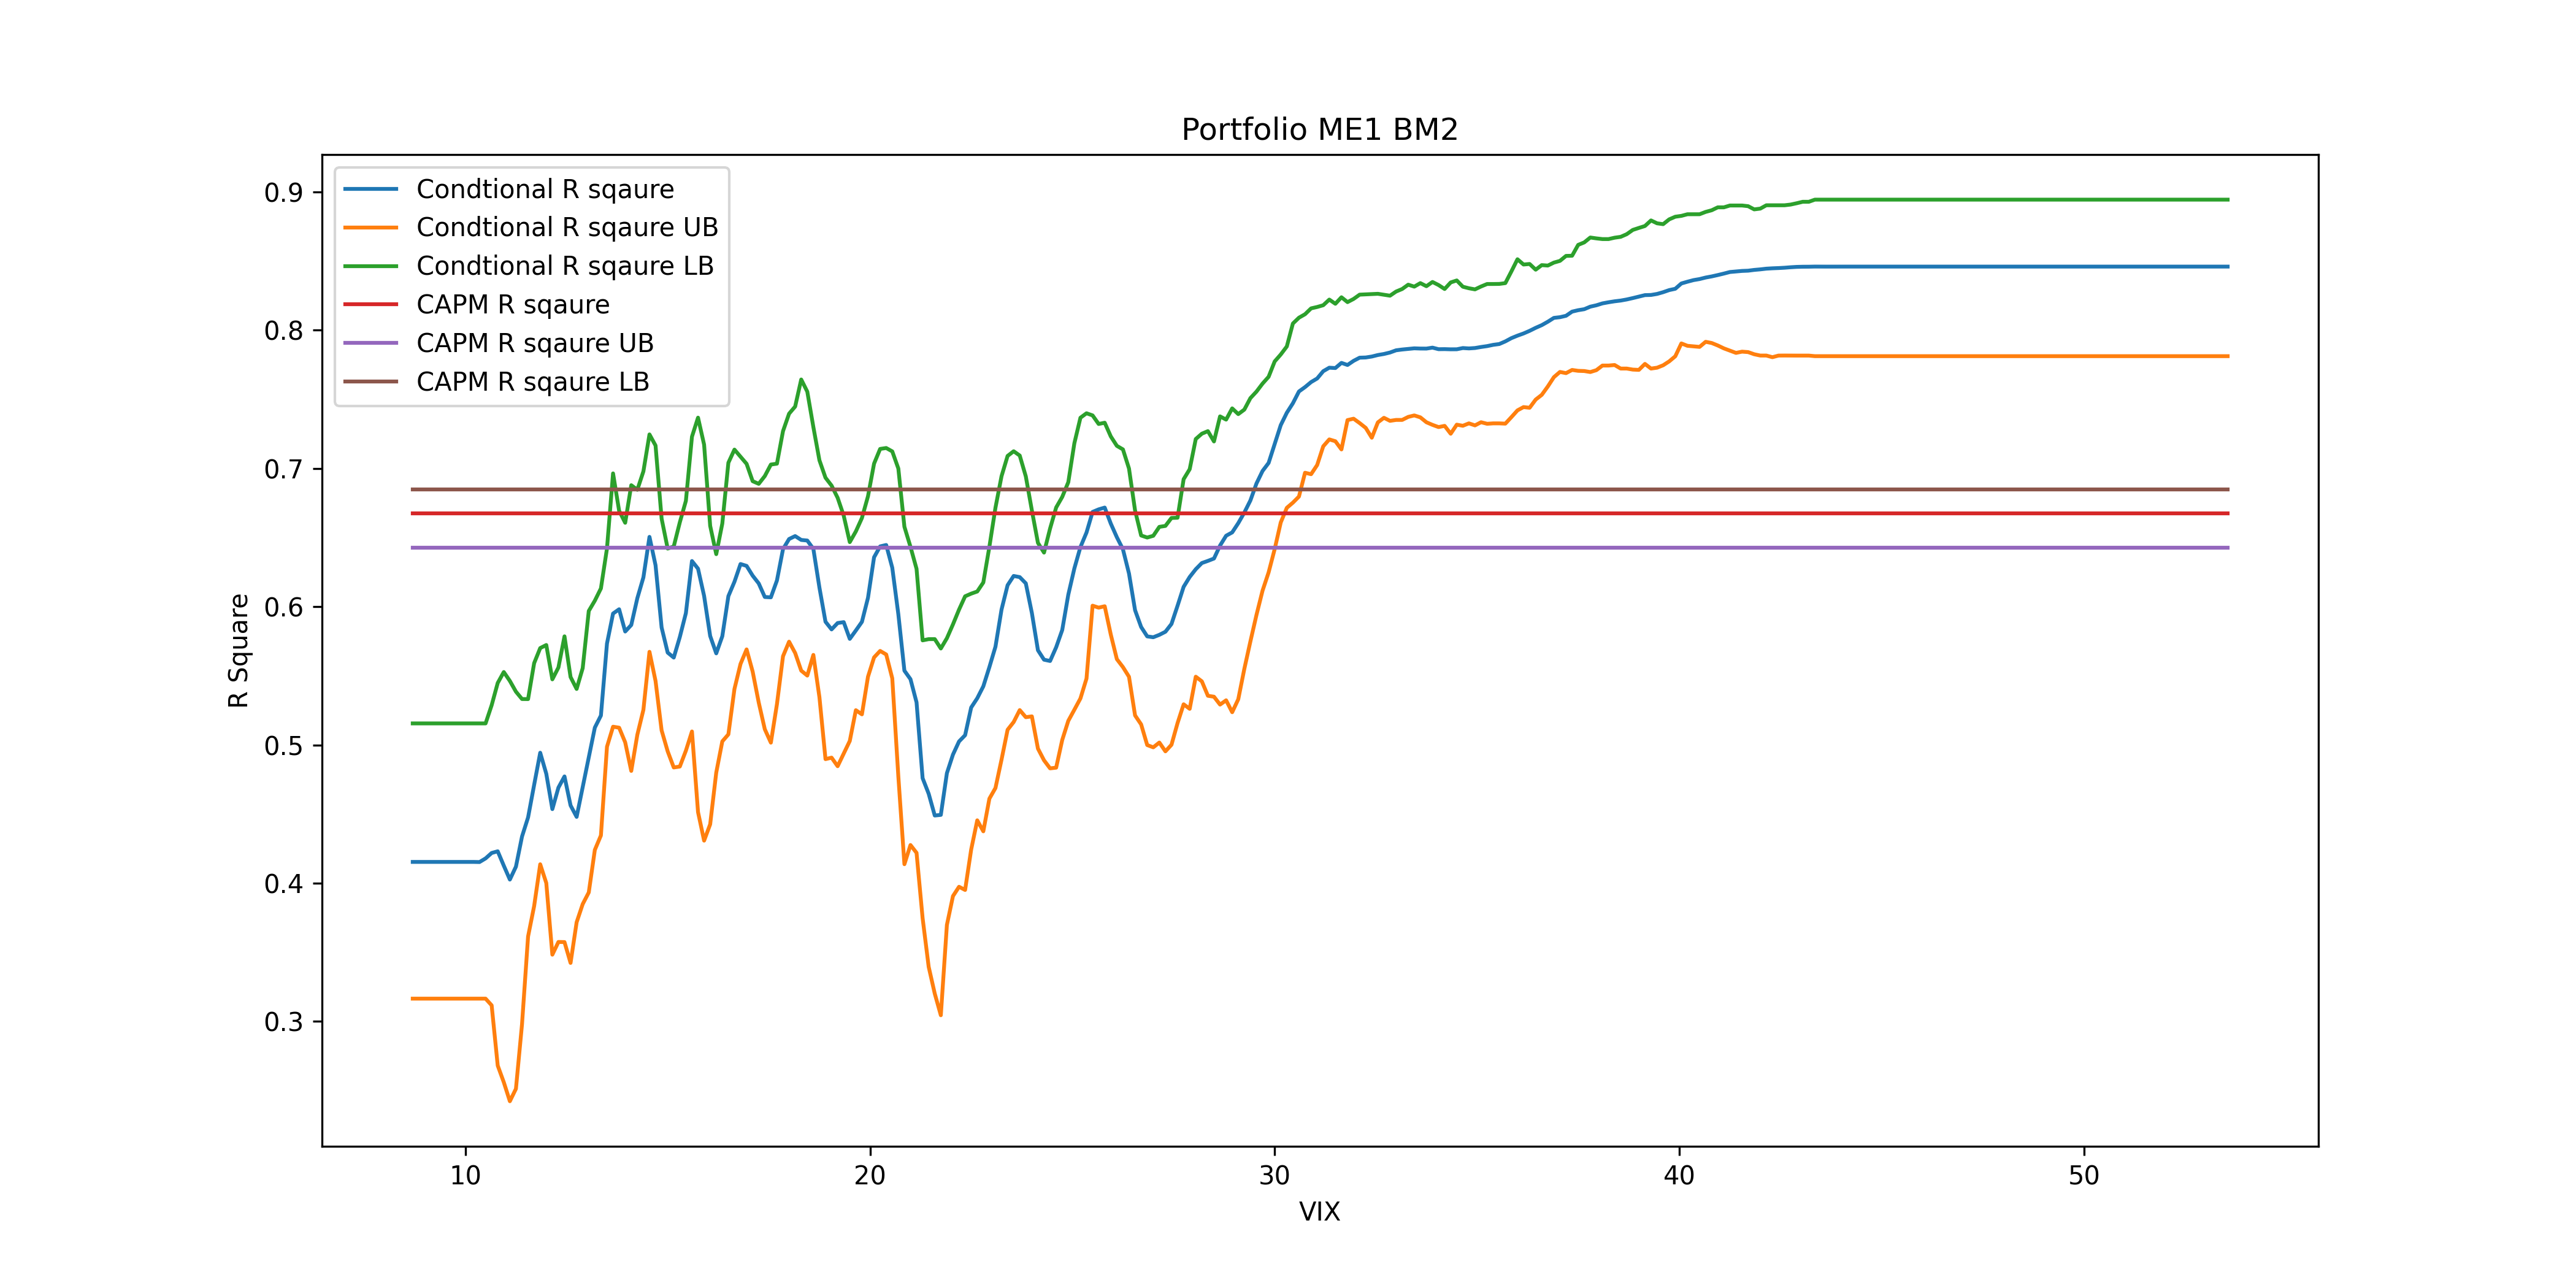 Portfolio ME1 BM2
Condtional R sqaure
Condtional R sqaure UB
Condtional R sqaure LB
CAPM R sqaure
CAPM R sqaure UB
CAPM R sqaure LB
R Square
0.9
0.8
0.7
0.6
0.5
0.4
0.3
10 20 30 40 50
VIX